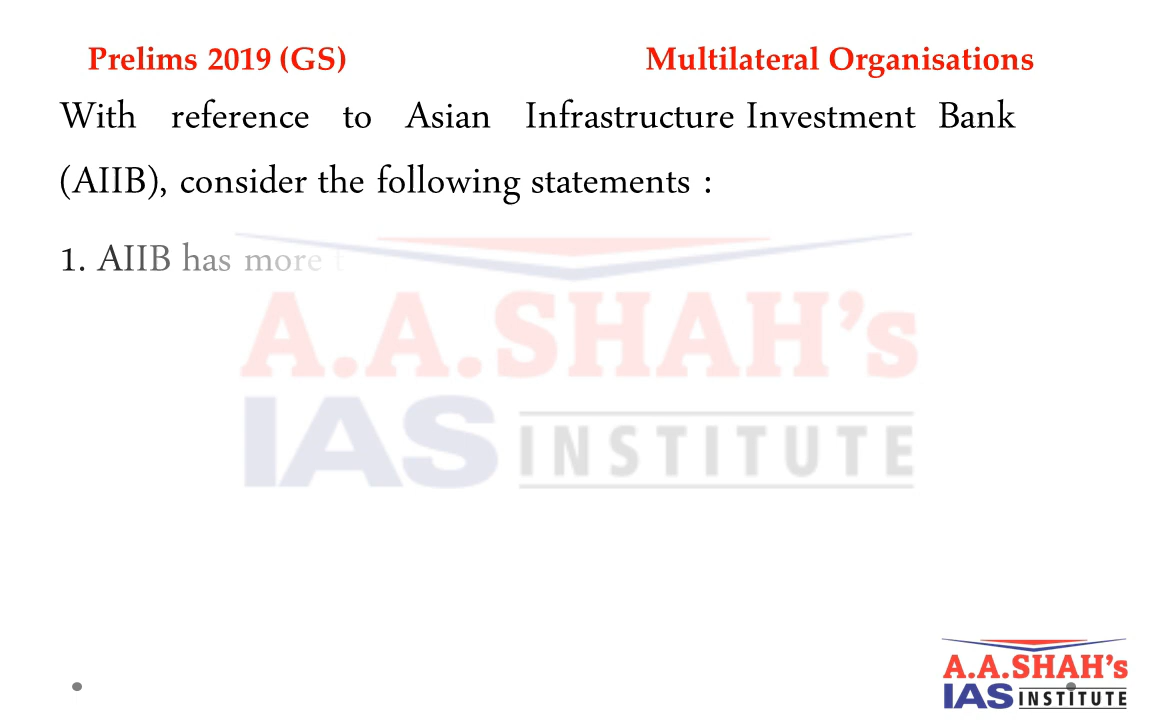 Prelims 2019 (GS) Multilateral Organisations
With reference to Asian Infrastructure Investment Bank
(AIIB), consider the following statements :
1. AIIB has more
A.A.SHAH's
IAS INSTITUTE
A.A.SHAH's
IAS INSTITUTE